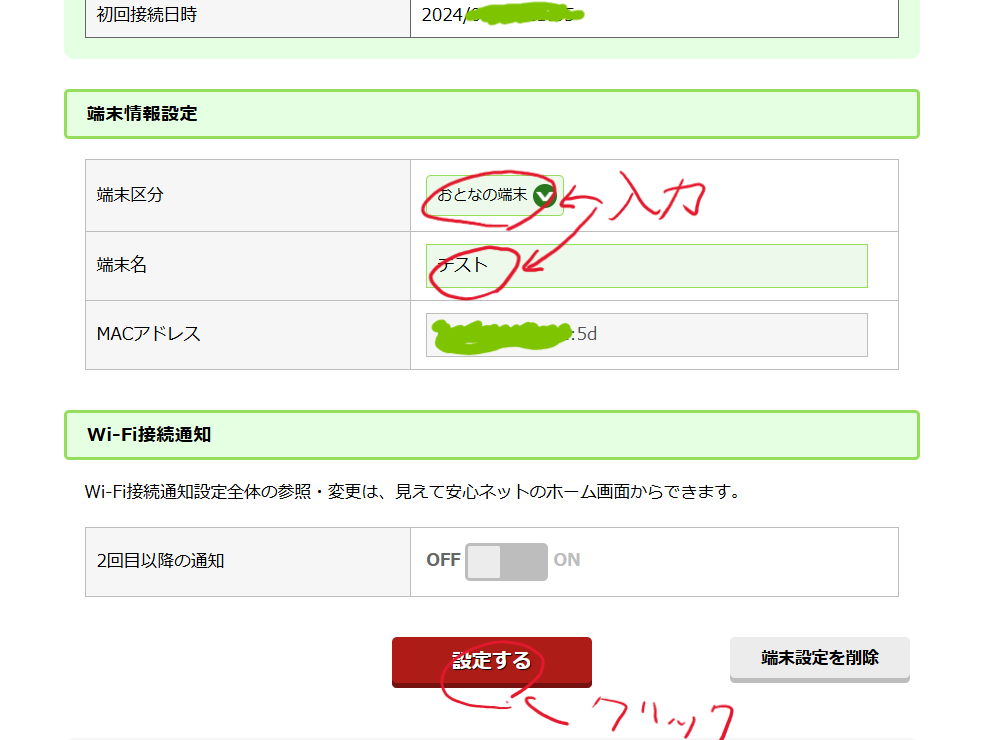 初回接続日時 2024/
端末情報設定
端末区分 おとなの端末 入力
端末名 テスト
MACアドレス :5d
Wi-Fi接続通知
Wi-Fi接続通知設定全体の参照・変更は、見えて安心ネットのホーム画面からできます。
2回目以降の通知 OFF ON
設定する 端末設定を削除
クリック